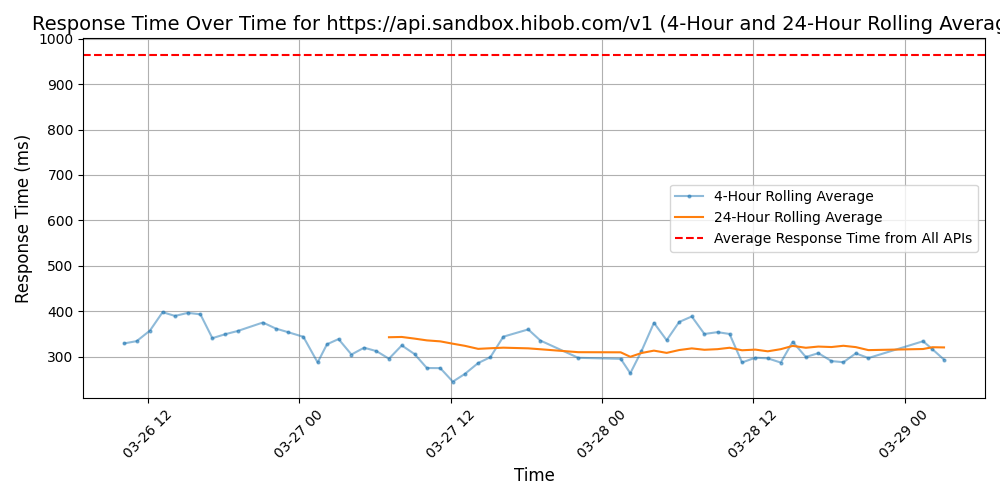 Response Time Over Time for https://api.sandbox.hibob.com/v1 (4-Hour and 24-Hour Rolling Averag
Response Time (ms)
1000
900
800
700
600
500
400
300
4-Hour Rolling Average
24-Hour Rolling Average
Average Response Time from All APIs
03-26 12
03-27 00
03-27 12
03-28 00
03-28 12
03-29 00
Time